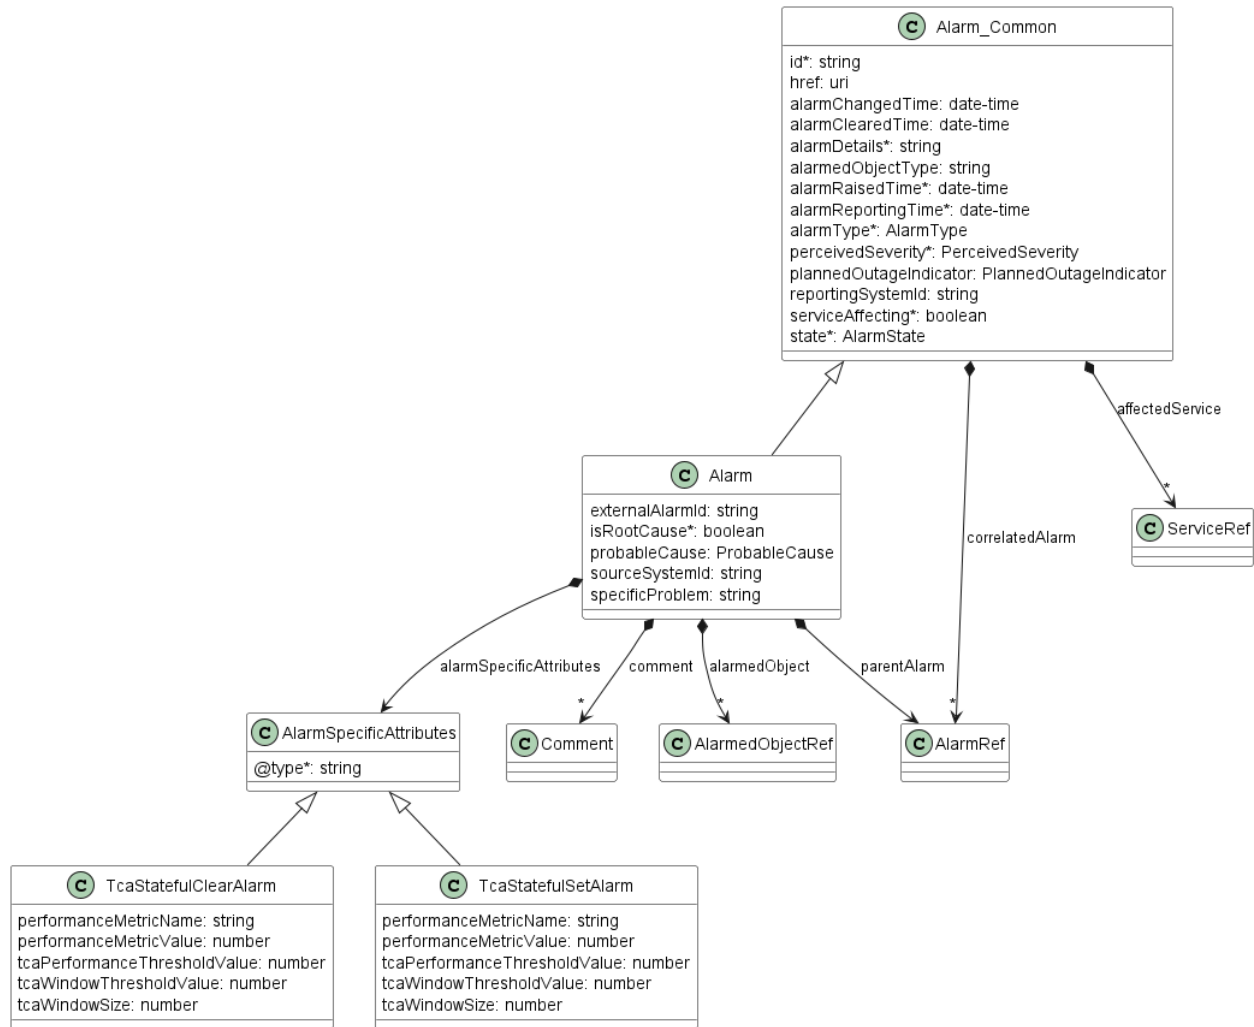 C Alarm_Common
id*: string
href: uri
alarmChangedTime: date-time
alarmClearedTime: date-time
alarmDetails*: string
alarmedObjectType: string
alarmRaisedTime*: date-time
alarmReportingTime*: date-time
alarmType*: AlarmType
perceivedSeverity*: PerceivedSeverity
plannedOutageIndicator: PlannedOutageIndicator
reportingSystemId: string
serviceAffecting*: boolean
state*: AlarmState
affectedService
*
C Alarm
externalAlarmId: string
isRootCause*: boolean
probableCause: ProbableCause
sourceSystemId: string
specificProblem: string
C ServiceRef
correlatedAlarm
alarmSpecificAttributes
comment
alarmedObject
parentAlarm
*
*
*
C AlarmSpecificAttributes
@type*: string
C Comment
C AlarmedObjectRef
C AlarmRef
C TcaStatefulClearAlarm
performanceMetricName: string
performanceMetricValue: number
tcaPerformanceThresholdValue: number
tcaWindowThresholdValue: number
tcaWindowSize: number
C TcaStatefulSetAlarm
performanceMetricName: string
performanceMetricValue: number
tcaPerformanceThresholdValue: number
tcaWindowThresholdValue: number
tcaWindowSize: number